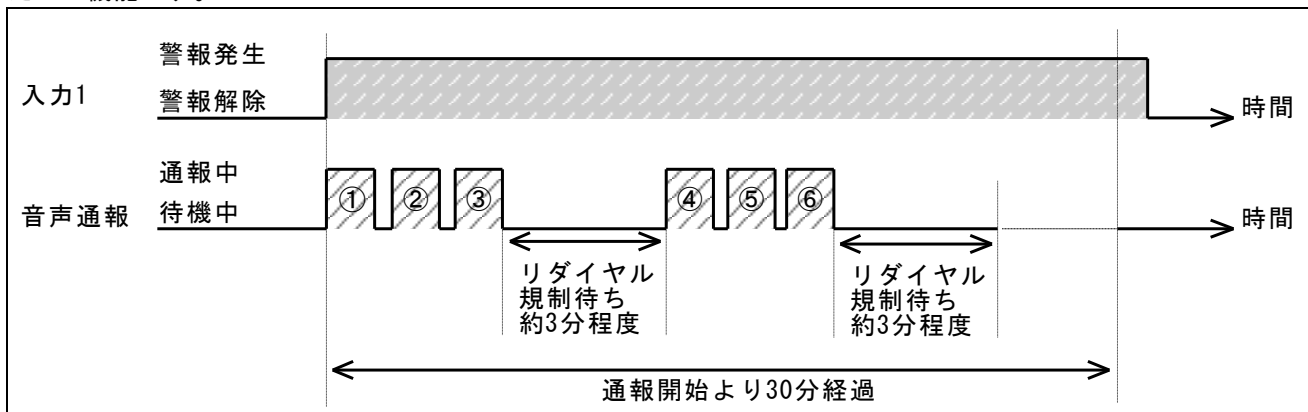 入力1
警報発生
警報解除
時間
音声通報
通報中
待機中
① ② ③ ④ ⑤ ⑥
時間
リダイヤル
規制待ち
約3分程度
リダイヤル
規制待ち
約3分程度
通報開始より30分経過